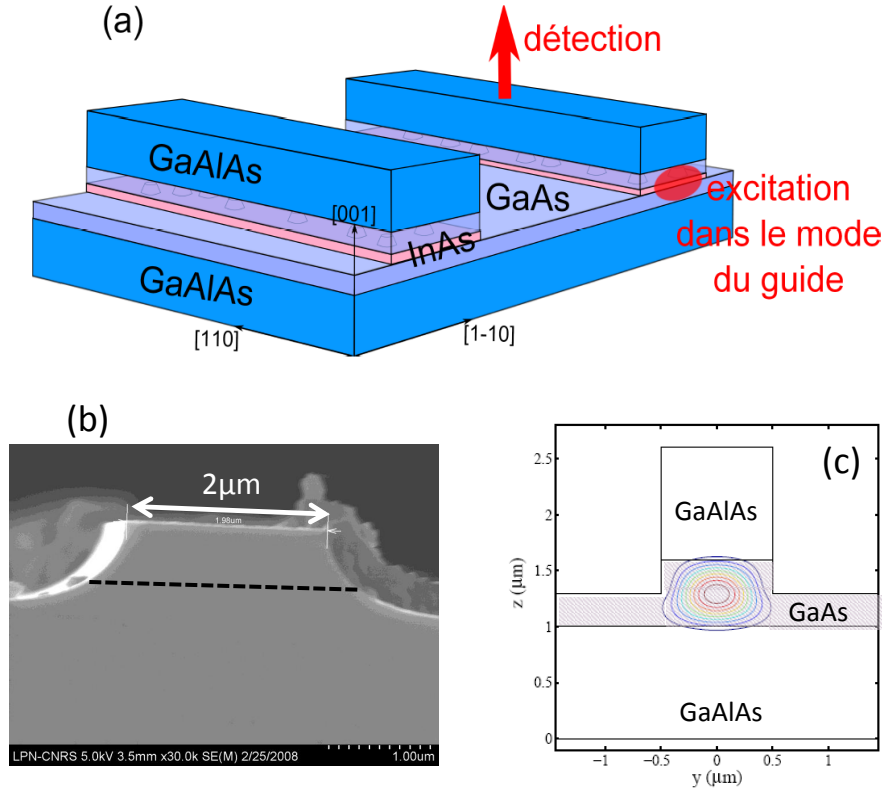 (a)
détection
GaAlAs
GaAs
[001]
InAs
excitation
dans le mode
du guide
GaAlAs
[110]
[1-10]
(b)
2µm
1.98um
LPN-CNRS 5.0kV 3.5mm x30.0k SE(M) 2/25/2008
1.00um
(c)
2.5
2
1.5
1
0.5
0
z (µm)
GaAlAs
GaAs
GaAlAs
−1
−0.5
0
0.5
1
y (µm)